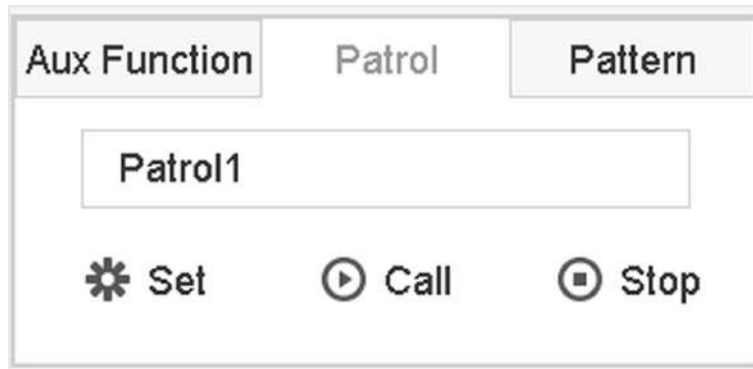 Aux Function Patrol Pattern
Patrol1
Set Call Stop